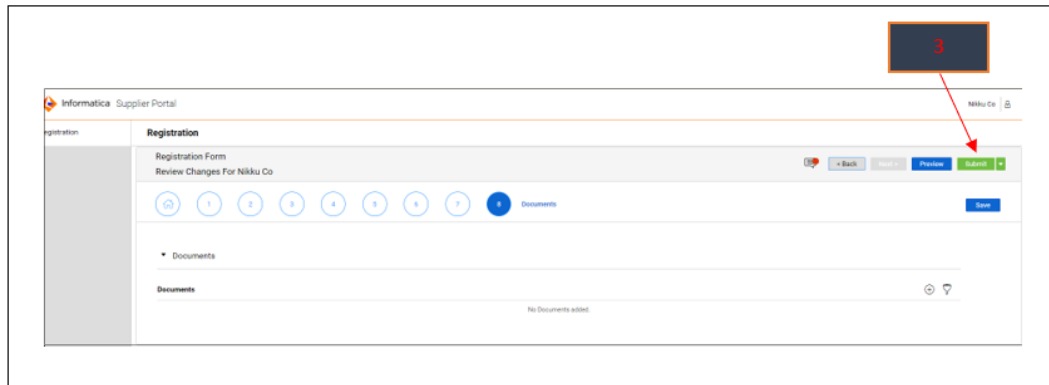 3
Informatica Supplier Portal
Nikku Co
egistration
Registration
Registration Form
Review Changes For Nikku Co
< Back
Next >
Preview
Submit
1
2
3
4
5
6
7
8
Documents
Save
Documents
Documents
No Documents added.